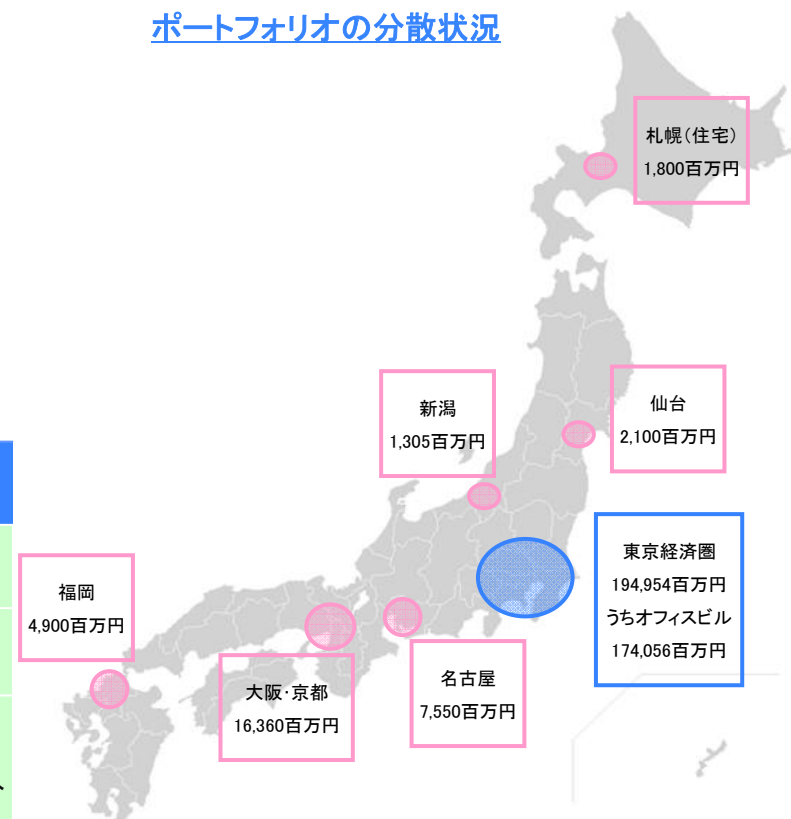 ポートフォリオの分散状況
札幌(住宅)
1,800百万円
新潟
1,305百万円
仙台
2,100百万円
東京経済圏
194,954百万円
うちオフィスビル
174,056百万円
福岡
4,900百万円
大阪・京都
16,360百万円
名古屋
7,550百万円